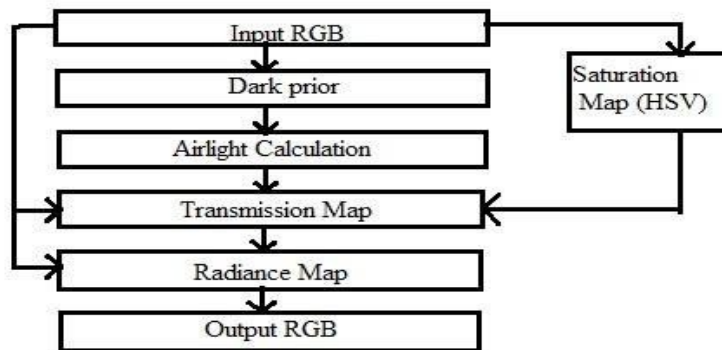 Input RGB
Dark prior
Saturation
Map (HSV)
Airlight Calculation
Transmission Map
Radiance Map
Output RGB